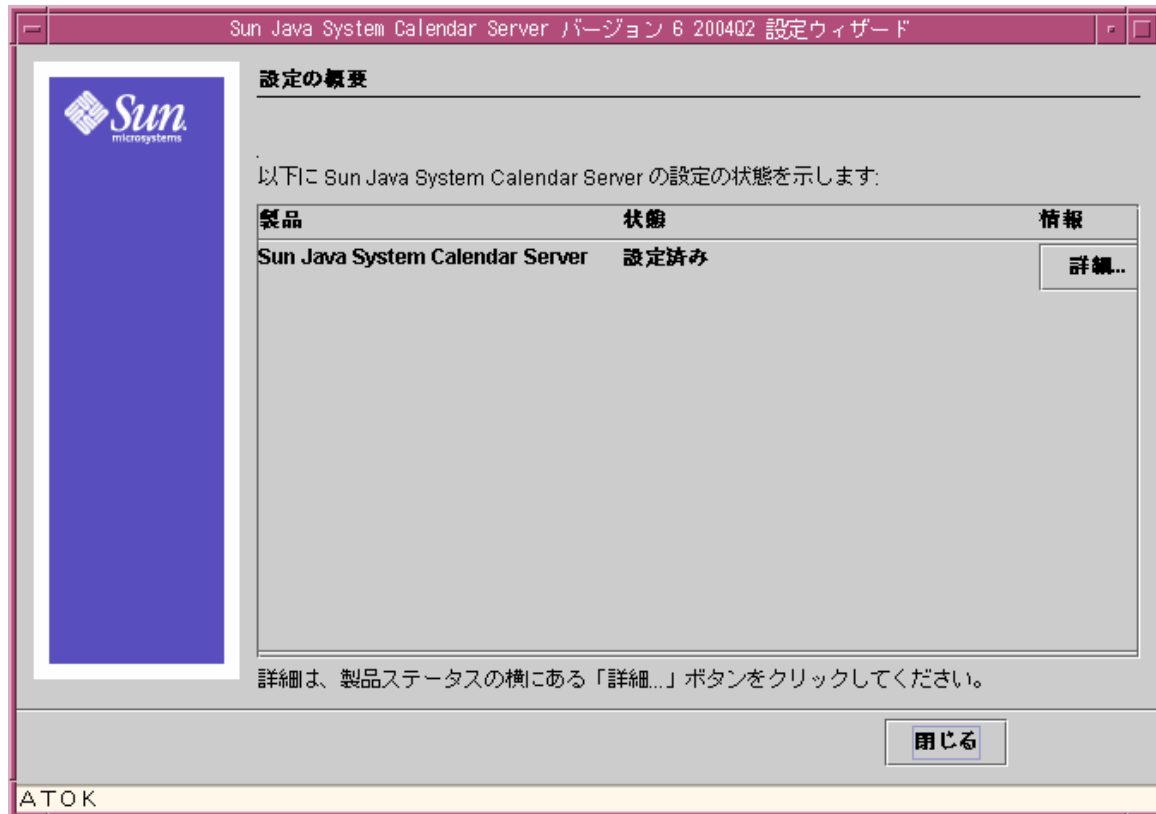 Sun Java System Calendar Server バージョン 6 2004Q2 設定ウィザード
Sun
microsystems
設定の概要
.
以下に Sun Java System Calendar Server の設定の状態を示します:
製品 状態 情報
Sun Java System Calendar Server 設定済み 詳細...
詳細は、製品ステータスの横にある「詳細...」ボタンをクリックしてください。
閉じる
ATOK